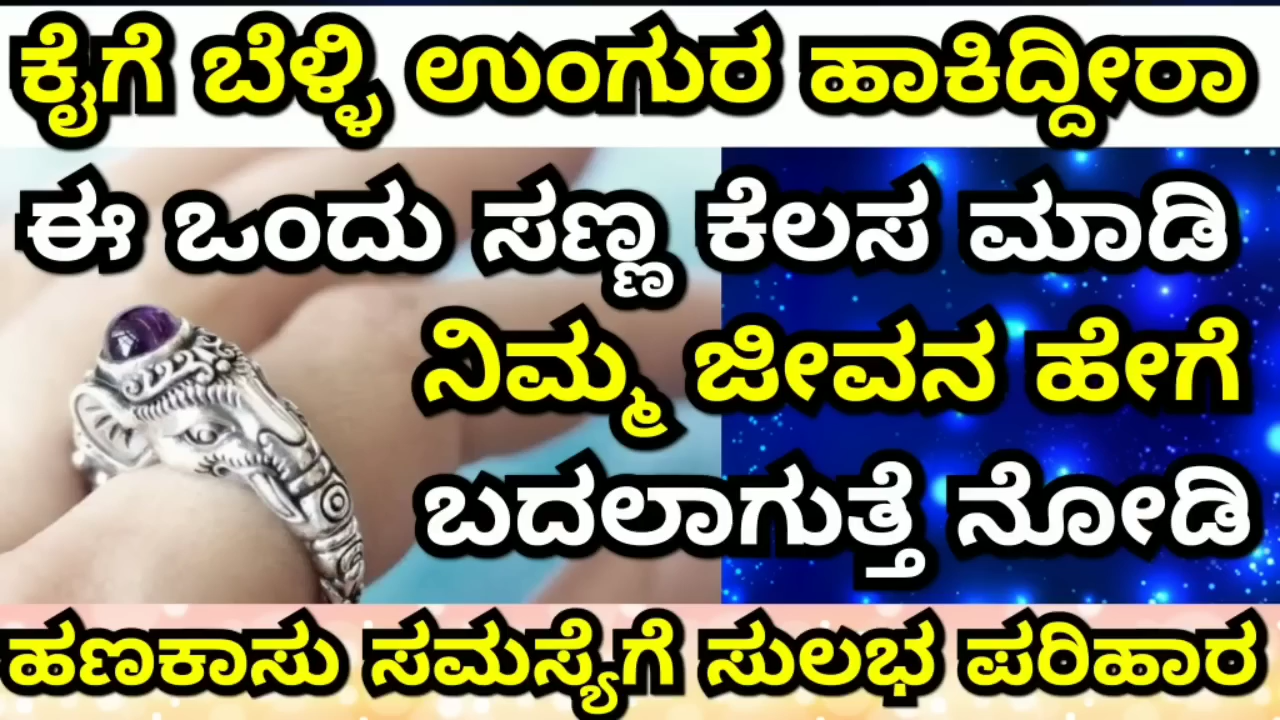 ಕೈಗೆ ಬೆಳ್ಳಿ ಉಂಗುರ ಹಾಕಿದ್ದೀರಾ
ಈ ಒಂದು ಸಣ್ಣ ಕೆಲಸ ಮಾಡಿ
ನಿಮ್ಮ ಜೀವನ ಹೇಗೆ
ಬದಲಾಗುತ್ತೆ ನೋಡಿ
ಹಣಕಾಸು ಸಮಸ್ಯೆಗೆ ಸುಲಭ ಪರಿಹಾರ